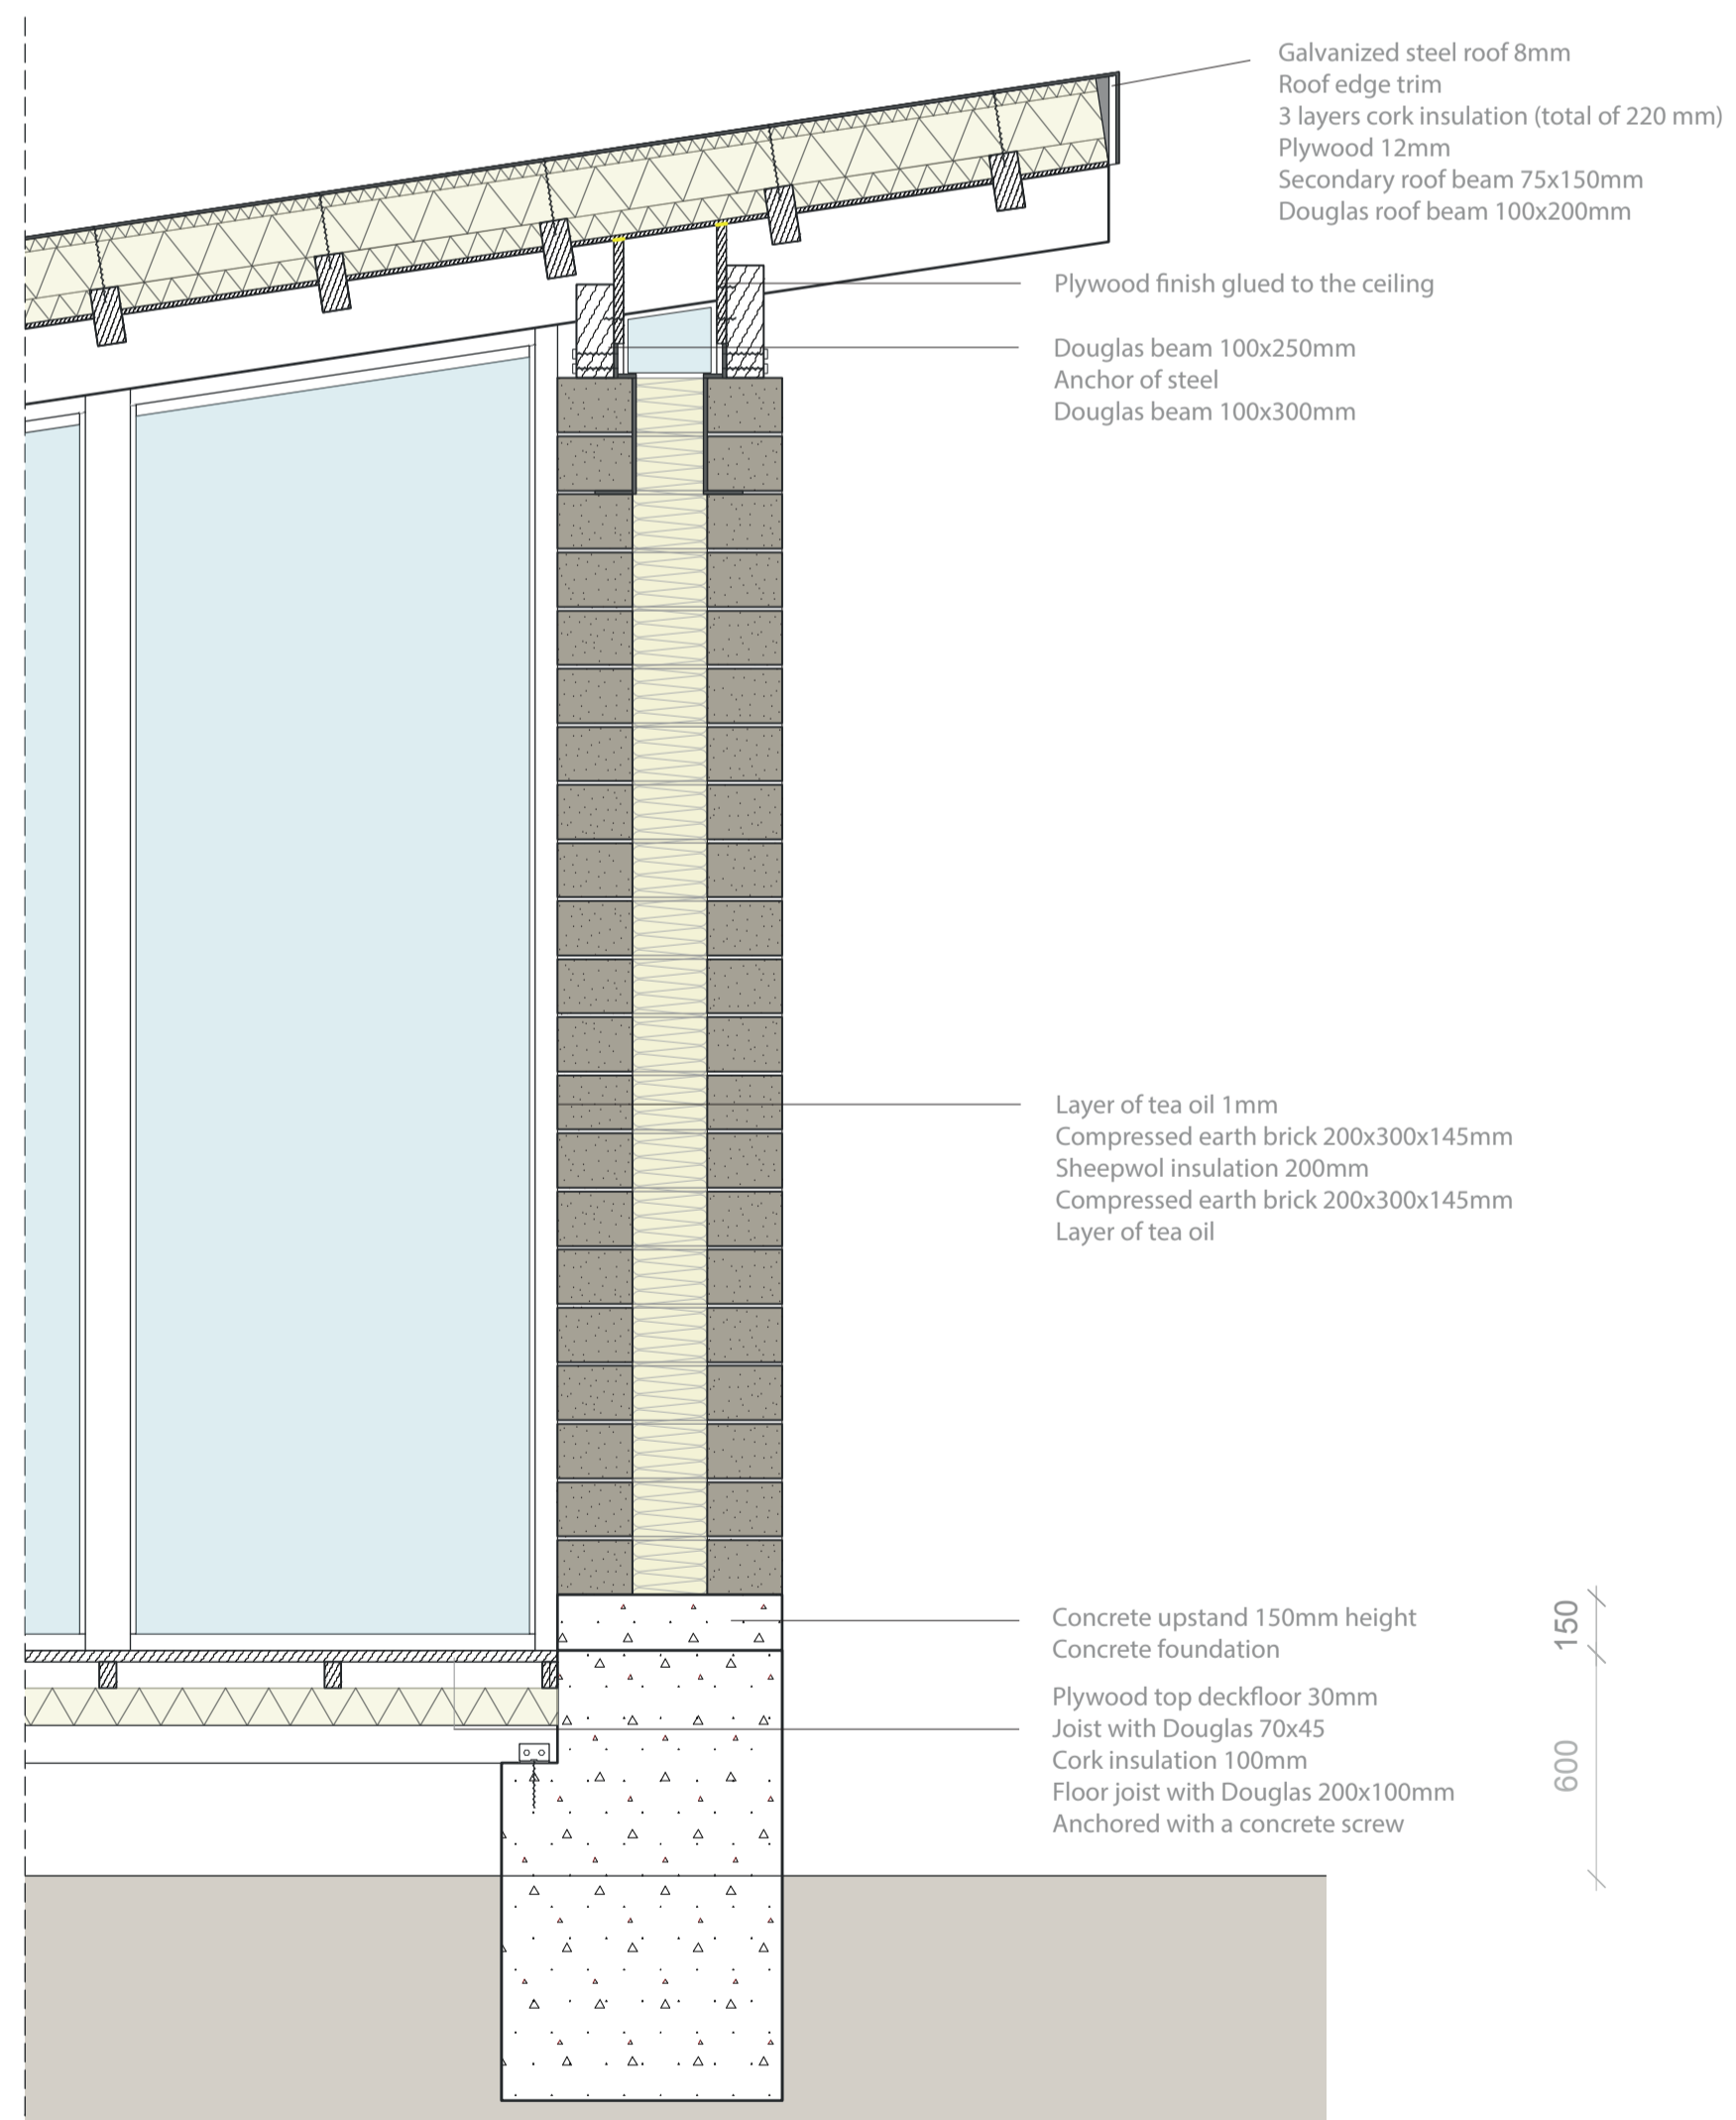 Galvanized steel roof 8mm
Roof edge trim
3 layers cork insulation (total of 220 mm)
Plywood 12mm
Secondary roof beam 75x150mm
Douglas roof beam 100x200mm
Plywood finish glued to the ceiling
Douglas beam 100x250mm
Anchor of steel
Douglas beam 100x300mm
Layer of tea oil 1mm
Compressed earth brick 200x300x145mm
Sheepwol insulation 200mm
Compressed earth brick 200x300x145mm
Layer of tea oil
Concrete upstand 150mm height
Concrete foundation
150
Plywood top deckfloor 30mm
Joist with Douglas 70x45
Cork insulation 100mm
Floor joist with Douglas 200x100mm
Anchored with a concrete screw
600